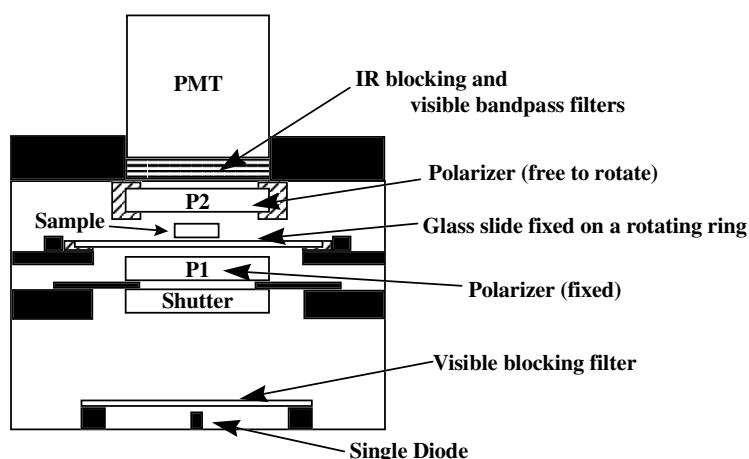 PMT
IR blocking and
visible bandpass filters
Polarizer (free to rotate)
P2
Sample
Glass slide fixed on a rotating ring
P1
Polarizer (fixed)
Shutter
Visible blocking filter
Single Diode